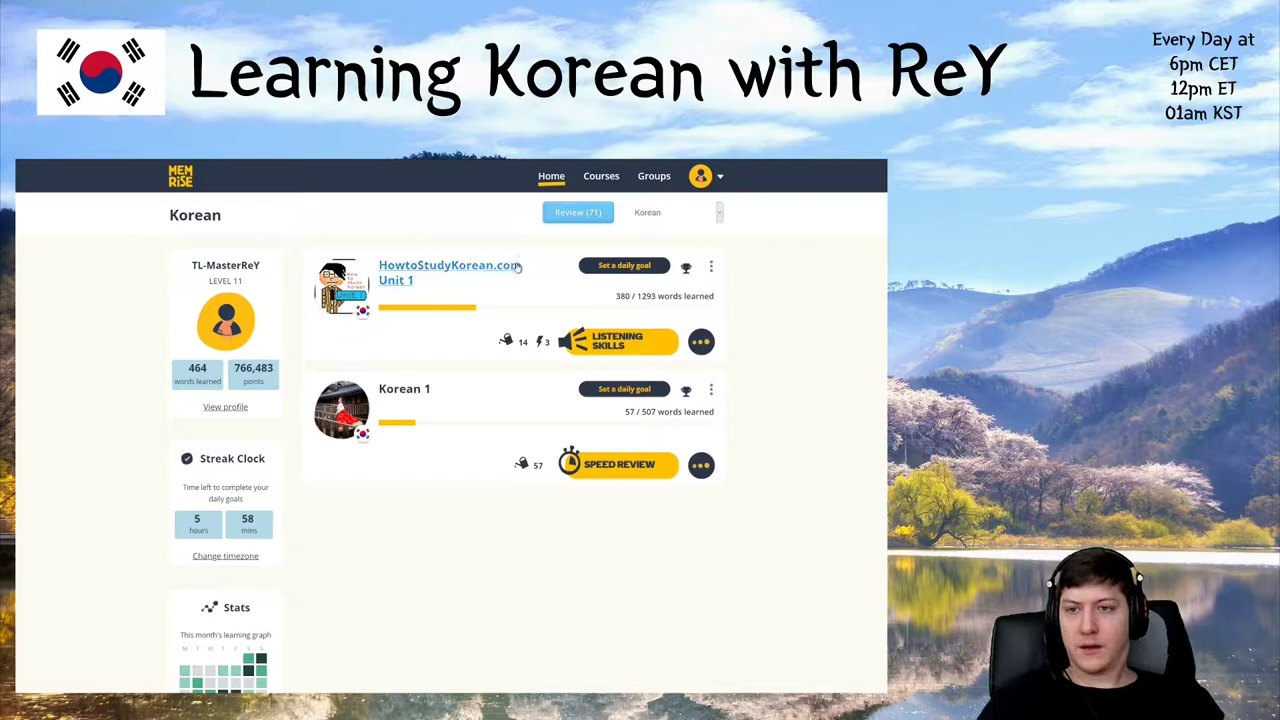 Learning Korean with ReY
Every Day at
6pm CET
12pm ET
01am KST
MEM
RiSE
Home
Courses
Groups
Korean
Review (71)
Korean
TL-MasterReY
LEVEL 11
464
words learned
766,483
points
View profile
Streak Clock
Time left to complete your
daily goals
5
hours
58
mins
Change timezone
Stats
This month's learning graph
M T W T F S S
HowtoStudyKorean.com
Unit 1
Set a daily goal
380 / 1293 words learned
14
3
LISTENING
SKILLS
Korean 1
Set a daily goal
57 / 507 words learned
57
SPEED REVIEW